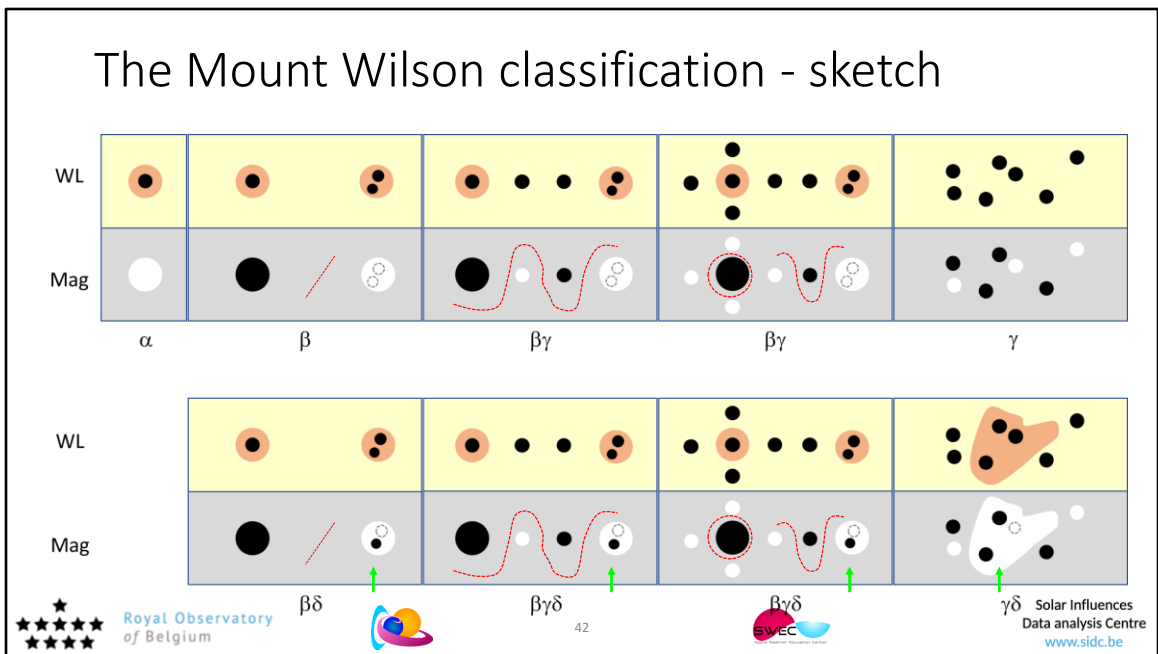 The Mount Wilson classification - sketch
WL
Mag
α
β
βγ
βγ
γ
WL
Mag
βδ
βγδ
βγδ
γδ
Royal Observatory
of Belgium
42
SWEC
Solar Influences
Data analysis Centre
www.sidc.be